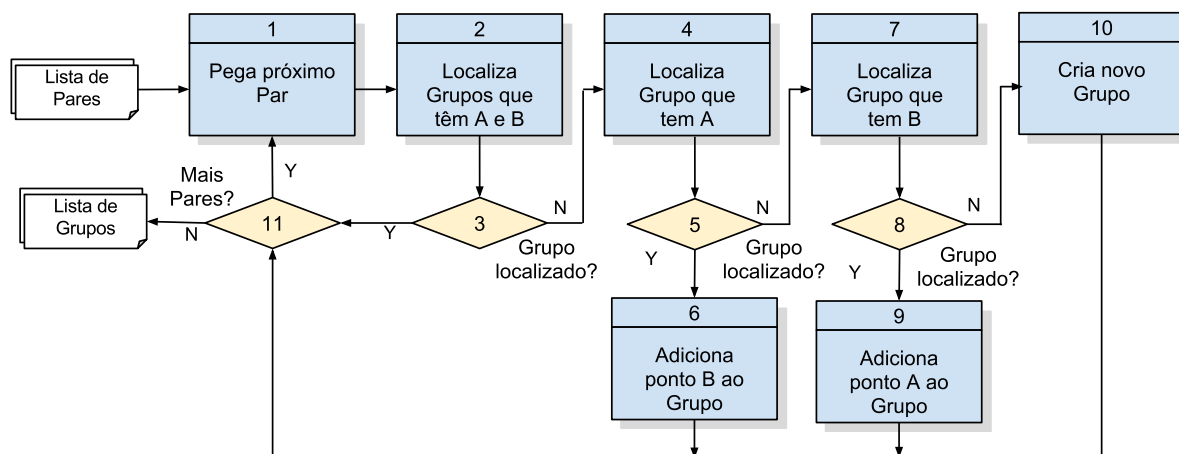 1
Pega próximo
Par
2
Localiza
Grupos que
têm A e B
4
Localiza
Grupo que
tem A
7
Localiza
Grupo que
tem B
10
Cria novo
Grupo
Lista de
Pares
Mais
Pares?
Y
Lista de
Grupos
N
11
Y
3
N
Grupo
localizado?
5
N
Y
Grupo
localizado?
8
N
Y
Grupo
localizado?
6
Adiciona
ponto B ao
Grupo
9
Adiciona
ponto A ao
Grupo